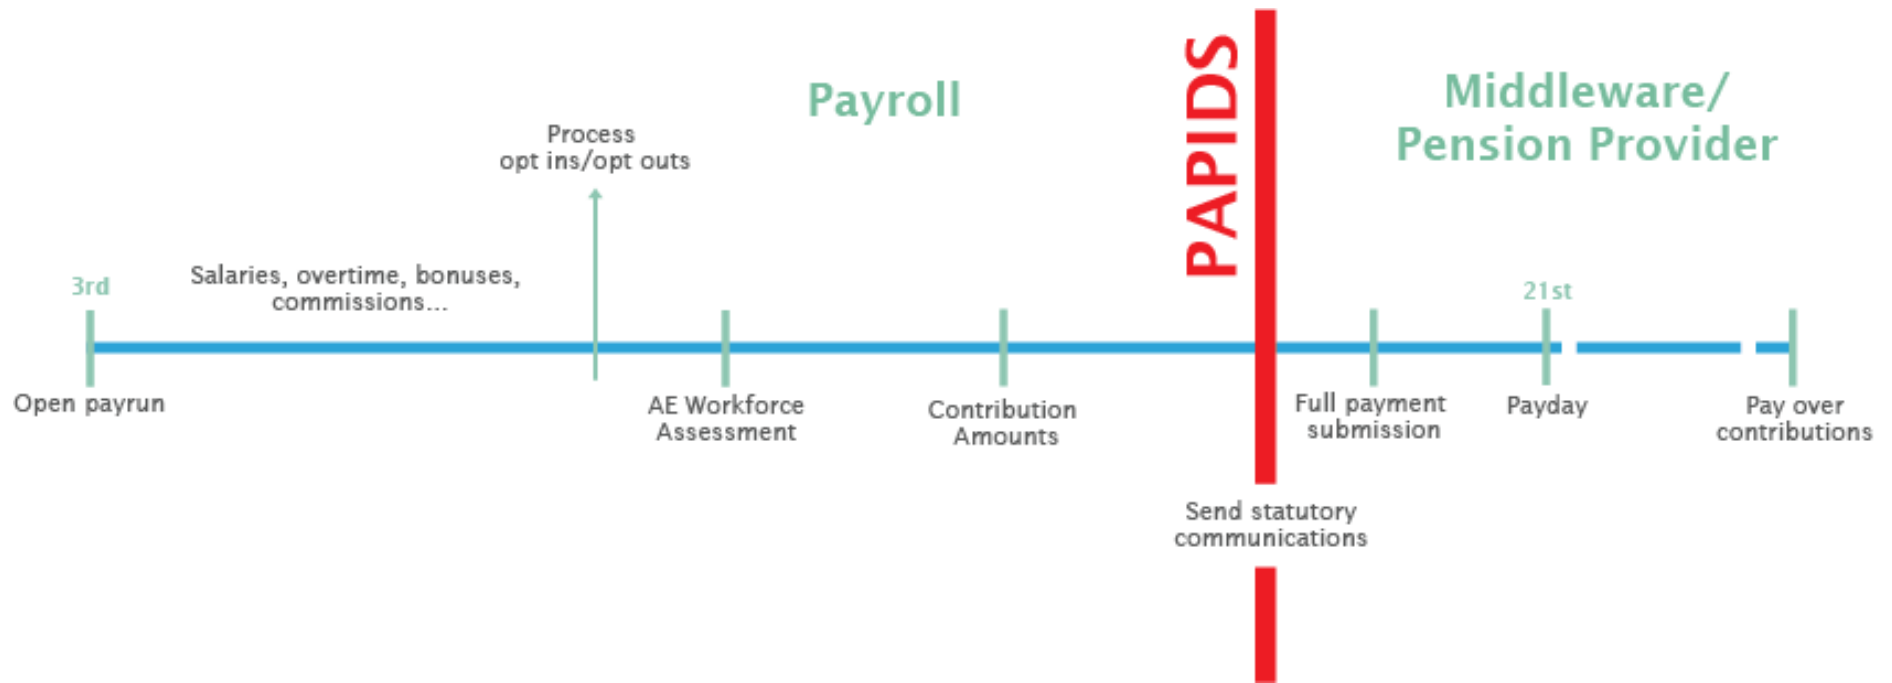 PAPIDS
Payroll
Middleware/
Pension Provider
Process
opt ins/opt outs
3rd
Salaries, overtime, bonuses,
commissions...
21st
Open payrun
AE Workforce
Assessment
Contribution
Amounts
Full payment
submission
Payday
Pay over
contributions
Send statutory
communications